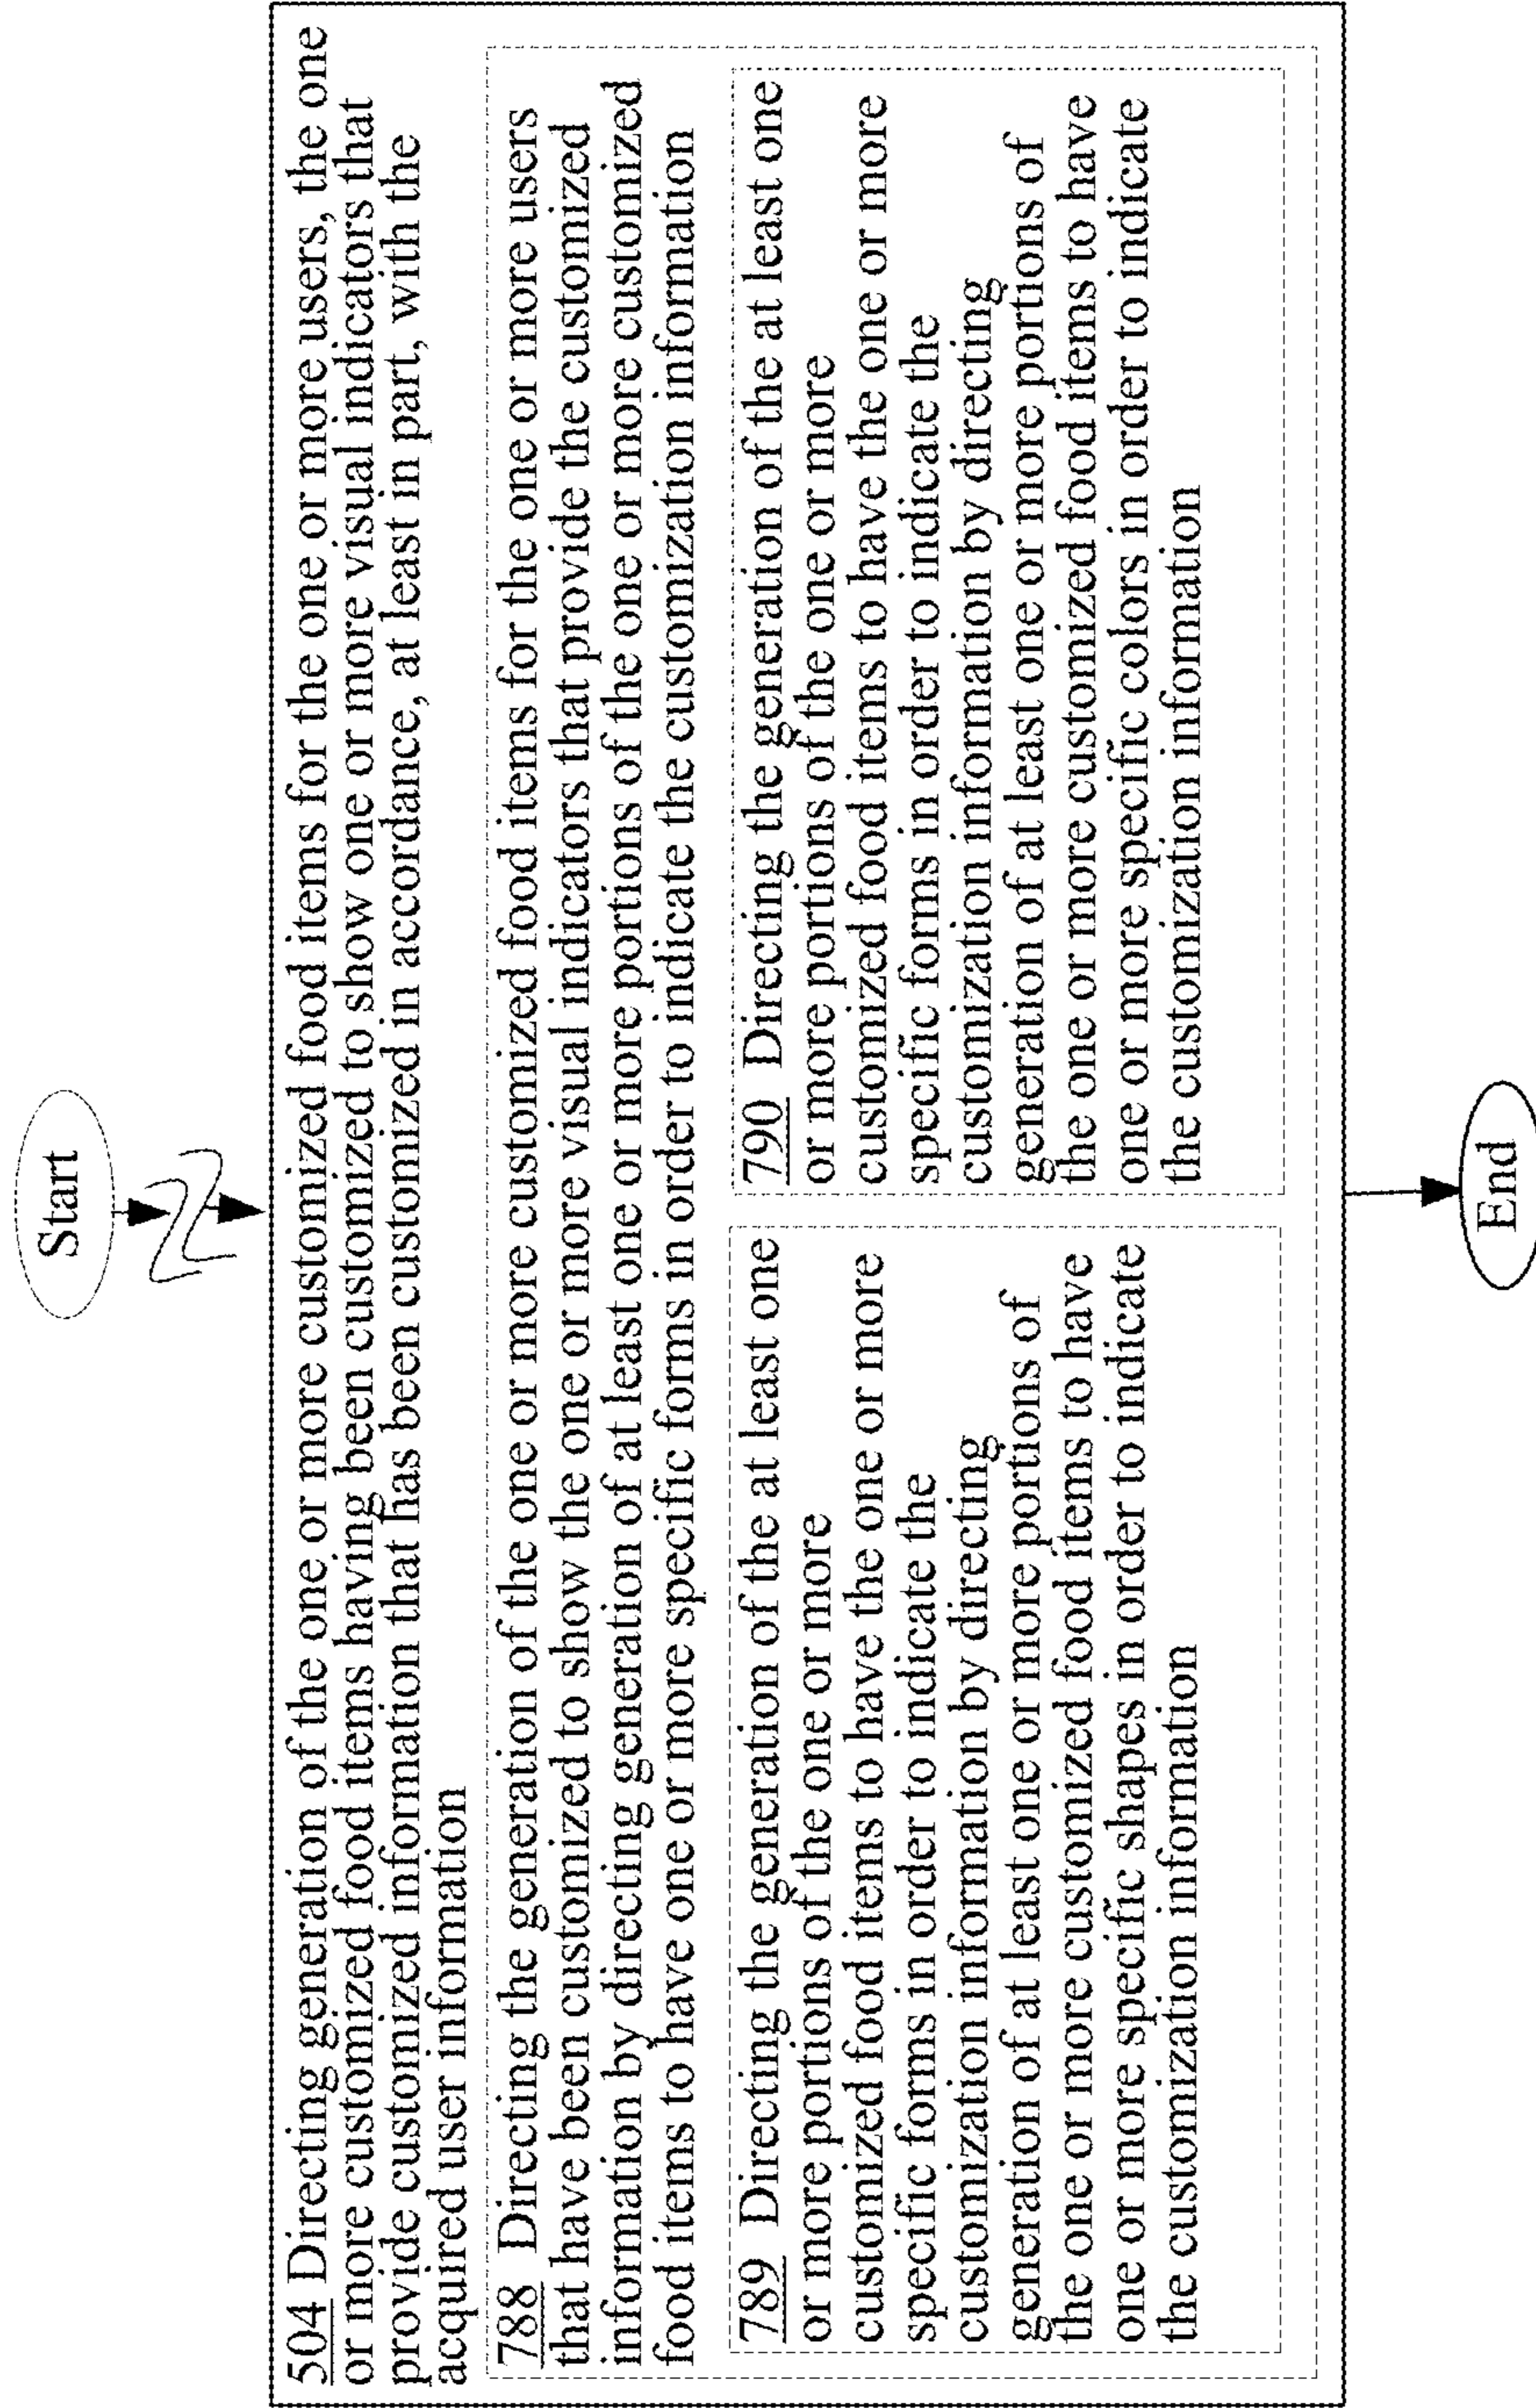 Start
504 Directing generation of the one or more customized food items for the one or more users, the one
or more customized food items having been customized to show one or more visual indicators that
provide customized information that has been customized in accordance, at least in part, with the
acquired user information
788 Directing the generation of the one or more customized food items for the one or more users
that have been customized to show the one or more visual indicators that provide the customized
information by directing generation of at least one or more portions of the one or more customized
food items to have one or more specific forms in order to indicate the customization information
789 Directing the generation of the at least one
or more portions of the one or more
customized food items to have the one or more
specific forms in order to indicate the
customization information by directing
generation of at least one or more portions of
the one or more customized food items to have
one or more specific shapes in order to indicate
the customization information
790 Directing the generation of the at least one
or more portions of the one or more
customized food items to have the one or more
specific forms in order to indicate the
customization information by directing
generation of at least one or more portions of
the one or more customized food items to have
one or more specific colors in order to indicate
the customization information
End